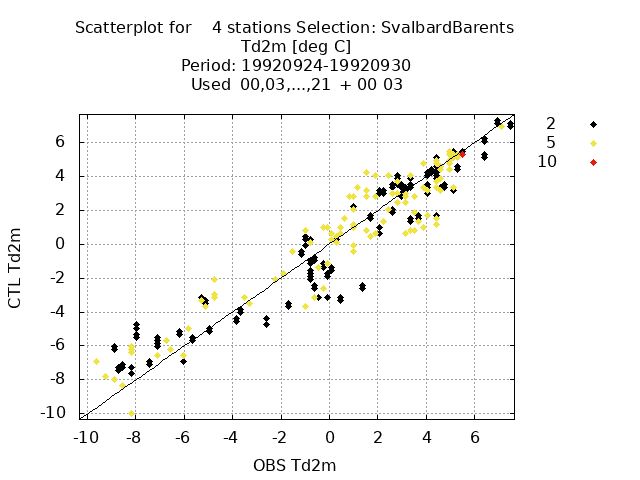 Scatterplot for 4 stations Selection: SvalbardBarents
Td2m [deg C]
Period: 19920924-19920930
Used 00,03,...,21 + 00 03
2
5
10
6
4
2
0
-2
-4
-6
-8
-10
CTL Td2m
-10 -8 -6 -4 -2 0 2 4 6
OBS Td2m